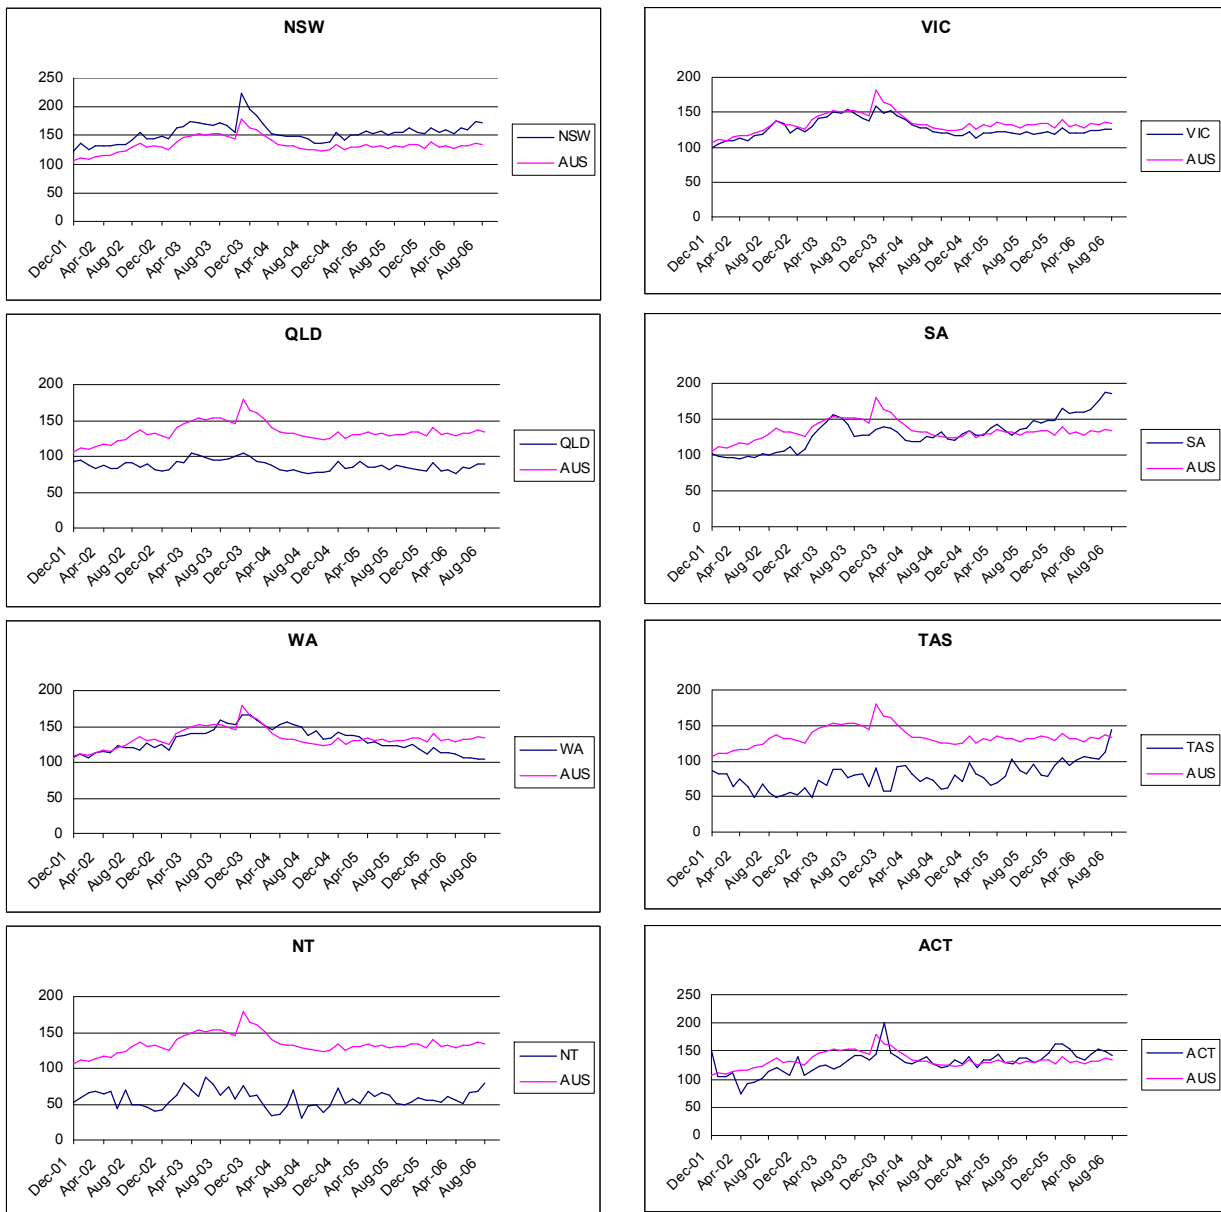 NSW
250
200
150
100
50
0
Dec-01
Apr-02
Aug-02
Dec-02
Apr-03
Aug-03
Dec-03
Apr-04
Aug-04
Dec-04
Apr-05
Aug-05
Dec-05
Apr-06
Aug-06
NSW
AUS
VIC
200
150
100
50
0
Dec-01
Apr-02
Aug-02
Dec-02
Apr-03
Aug-03
Dec-03
Apr-04
Aug-04
Dec-04
Apr-05
Aug-05
Dec-05
Apr-06
Aug-06
VIC
AUS
QLD
200
150
100
50
0
Dec-01
Apr-02
Aug-02
Dec-02
Apr-03
Aug-03
Dec-03
Apr-04
Aug-04
Dec-04
Apr-05
Aug-05
Dec-05
Apr-06
Aug-06
QLD
AUS
SA
200
150
100
50
0
Dec-01
Apr-02
Aug-02
Dec-02
Apr-03
Aug-03
Dec-03
Apr-04
Aug-04
Dec-04
Apr-05
Aug-05
Dec-05
Apr-06
Aug-06
SA
AUS
WA
200
150
100
50
0
Dec-01
Apr-02
Aug-02
Dec-02
Apr-03
Aug-03
Dec-03
Apr-04
Aug-04
Dec-04
Apr-05
Aug-05
Dec-05
Apr-06
Aug-06
WA
AUS
TAS
200
150
100
50
0
Dec-01
Apr-02
Aug-02
Dec-02
Apr-03
Aug-03
Dec-03
Apr-04
Aug-04
Dec-04
Apr-05
Aug-05
Dec-05
Apr-06
Aug-06
TAS
AUS
NT
200
150
100
50
0
Dec-01
Apr-02
Aug-02
Dec-02
Apr-03
Aug-03
Dec-03
Apr-04
Aug-04
Dec-04
Apr-05
Aug-05
Dec-05
Apr-06
Aug-06
NT
AUS
ACT
250
200
150
100
50
0
Dec-01
Apr-02
Aug-02
Dec-02
Apr-03
Aug-03
Dec-03
Apr-04
Aug-04
Dec-04
Apr-05
Aug-05
Dec-05
Apr-06
Aug-06
ACT
AUS